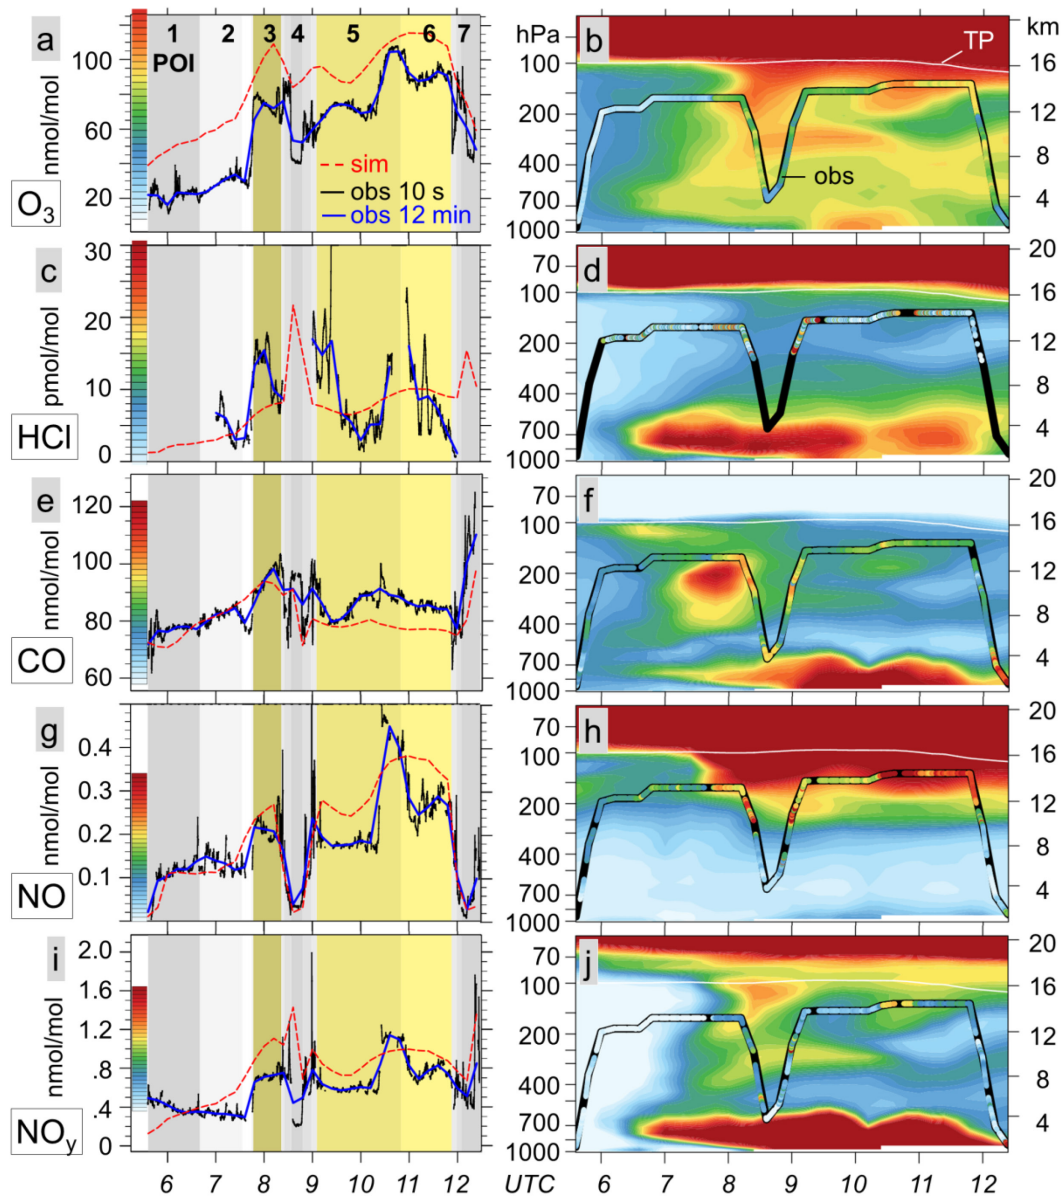 a
1
2
3
4
5
6
7
POI
100
60
20
nmol/mol
O3
sim
obs 10 s
obs 12 min
hPa
b
TP
km
100
200
400
700
1000
16
12
8
4
obs
c
30
20
10
0
pmol/mol
HCl
d
70
100
200
400
700
1000
20
16
12
8
4
e
120
100
80
60
nmol/mol
CO
f
70
100
200
400
700
1000
20
16
12
8
4
g
0.4
0.3
0.2
0.1
nmol/mol
NO
h
70
100
200
400
700
1000
20
16
12
8
4
i
2.0
1.6
1.2
.8
.4
0
nmol/mol
NOy
j
70
100
200
400
700
1000
20
16
12
8
4
6 7 8 9 10 11 12 UTC 6 7 8 9 10 11 12